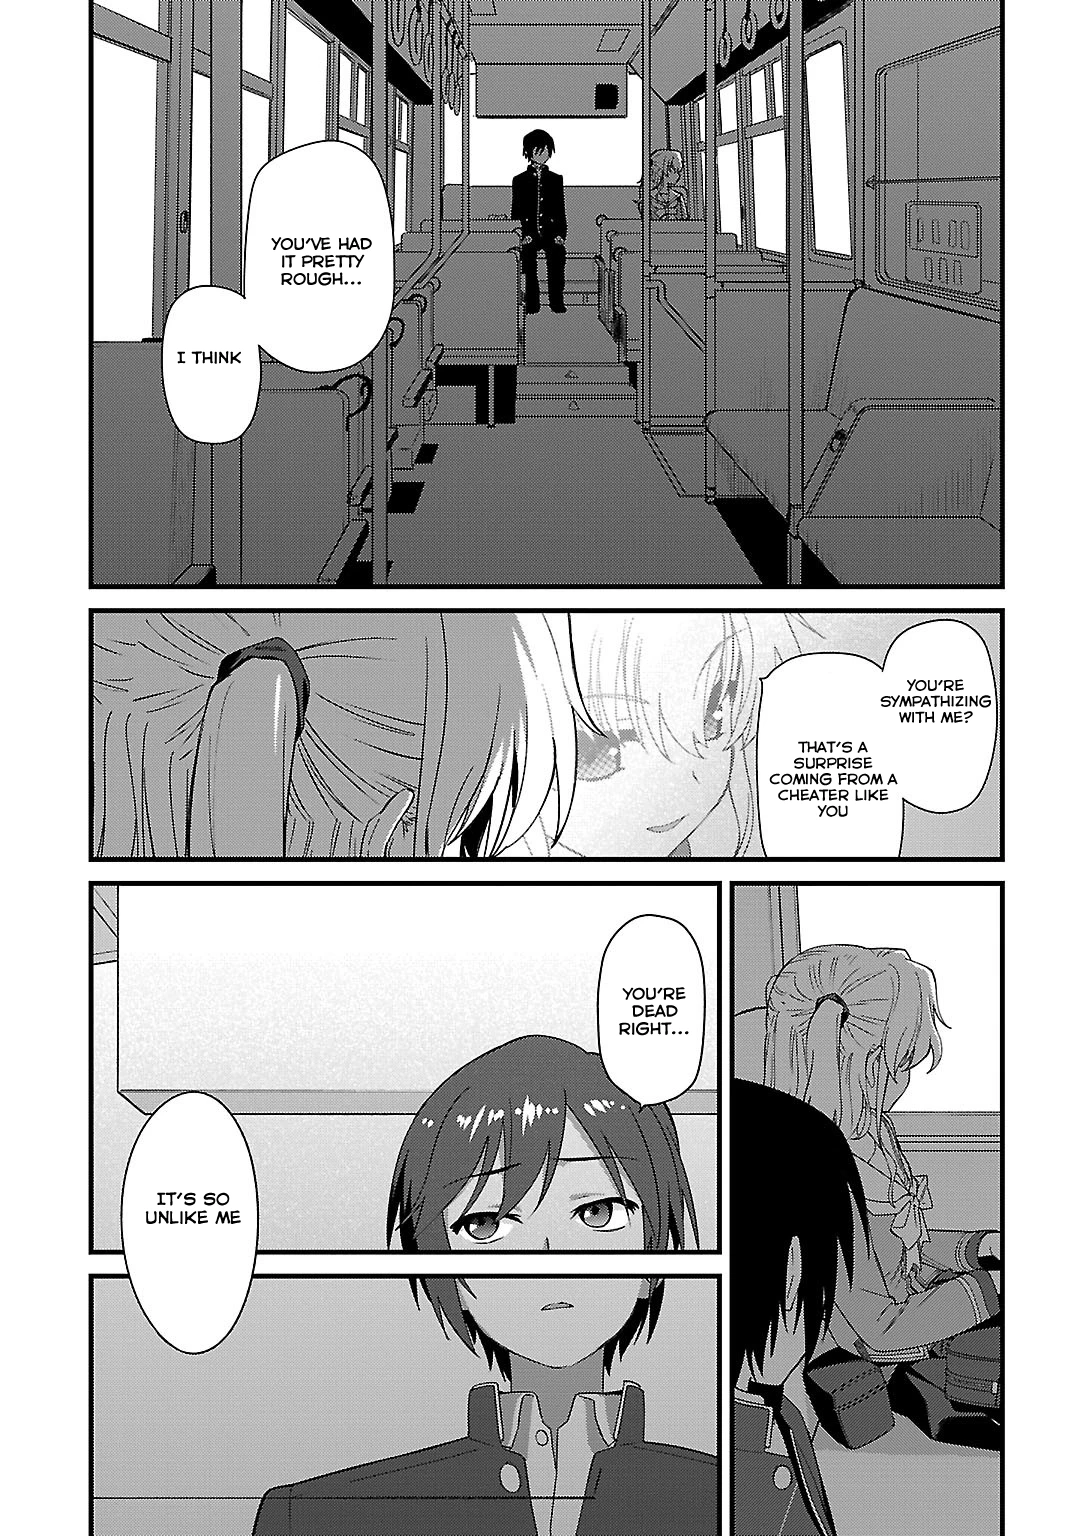 YOU'VE HAD
IT PRETTY
ROUGH...
I THINK
YOU'RE
SYMPATHIZING
WITH ME?
THAT'S A
SURPRISE
COMING FROM A
CHEATER LIKE
YOU
YOU'RE
DEAD
RIGHT...
IT'S SO
UNLIKE ME